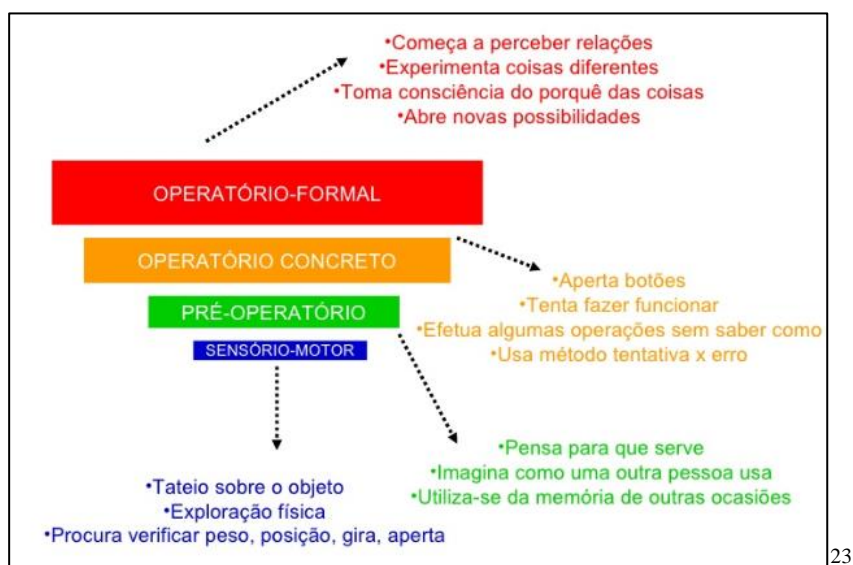 •Começa a perceber relações
•Experimenta coisas diferentes
•Toma consciência do porquê das coisas
•Abre novas possibilidades
OPERATÓRIO-FORMAL
OPERATÓRIO CONCRETO
•Aperta botões
•Tenta fazer funcionar
•Efetua algumas operações sem saber como
•Usa método tentativa x erro
PRÉ-OPERATÓRIO
SENSÓRIO-MOTOR
•Pensa para que serve
•Imagina como uma outra pessoa usa
•Utiliza-se da memória de outras ocasiões
•Tateio sobre o objeto
•Exploração física
•Procura verificar peso, posição, gira, aperta
23